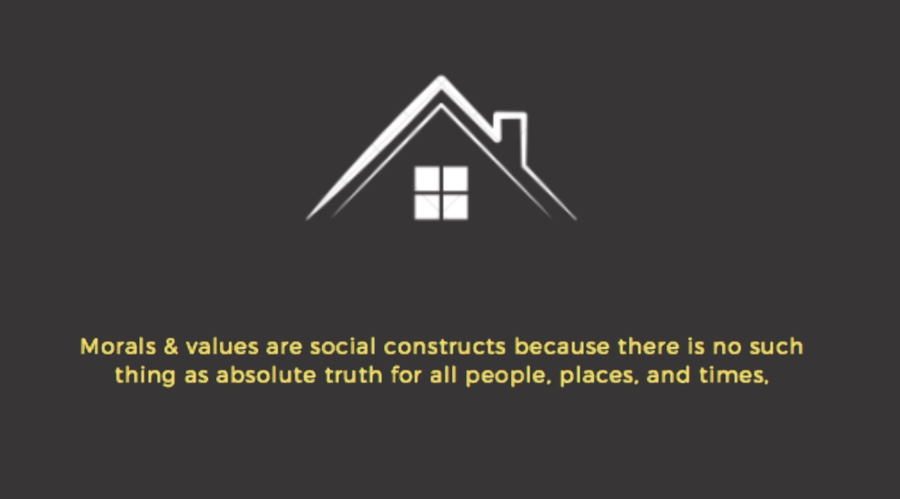 Morals & values are social constructs because there is no such
thing as absolute truth for all people, places, and times,